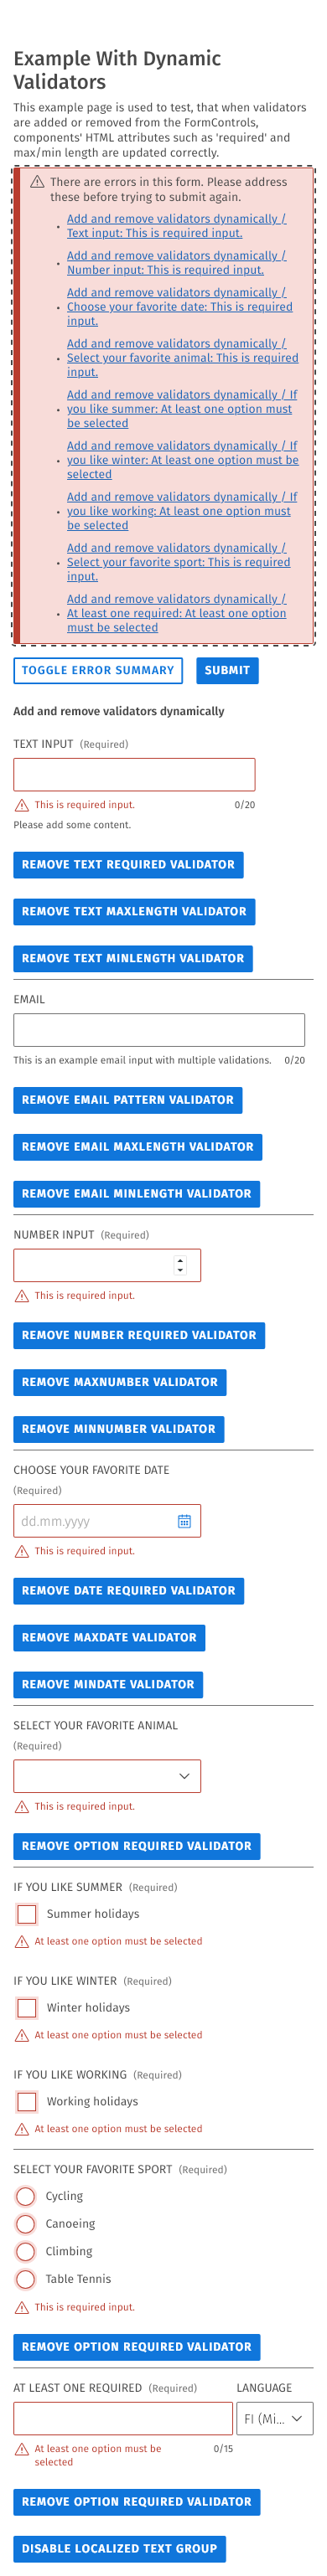 Example With Dynamic
Validators
This example page is used to test, that when validators
are added or removed from the FormControls,
components' HTML attributes such as 'required' and
max/min length are updated correctly.
There are errors in this form. Please address
these before trying to submit again.
Add and remove validators dynamically /
Text input: This is required input.
Add and remove validators dynamically /
Number input: This is required input.
Add and remove validators dynamically /
Choose your favorite date: This is required
input.
Add and remove validators dynamically /
Select your favorite animal: This is required
input.
Add and remove validators dynamically / If
you like summer: At least one option must
be selected
Add and remove validators dynamically / If
you like winter: At least one option must be
selected
Add and remove validators dynamically / If
you like working: At least one option must
be selected
Add and remove validators dynamically /
Select your favorite sport: This is required
input.
Add and remove validators dynamically /
At least one required: At least one option
must be selected
TOGGLE ERROR SUMMARY SUBMIT
Add and remove validators dynamically
TEXT INPUT (Required)
This is required input. 0/20
Please add some content.
REMOVE TEXT REQUIRED VALIDATOR
REMOVE TEXT MAXLENGTH VALIDATOR
REMOVE TEXT MINLENGTH VALIDATOR
EMAIL
This is an example email input with multiple validations. 0/20
REMOVE EMAIL PATTERN VALIDATOR
REMOVE EMAIL MAXLENGTH VALIDATOR
REMOVE EMAIL MINLENGTH VALIDATOR
NUMBER INPUT (Required)
This is required input.
REMOVE NUMBER REQUIRED VALIDATOR
REMOVE MAXNUMBER VALIDATOR
REMOVE MINNUMBER VALIDATOR
CHOOSE YOUR FAVORITE DATE
(Required)
dd.mm.yyyy
This is required input.
REMOVE DATE REQUIRED VALIDATOR
REMOVE MAXDATE VALIDATOR
REMOVE MINDATE VALIDATOR
SELECT YOUR FAVORITE ANIMAL
(Required)
This is required input.
REMOVE OPTION REQUIRED VALIDATOR
IF YOU LIKE SUMMER (Required)
Summer holidays
At least one option must be selected
IF YOU LIKE WINTER (Required)
Winter holidays
At least one option must be selected
IF YOU LIKE WORKING (Required)
Working holidays
At least one option must be selected
SELECT YOUR FAVORITE SPORT (Required)
Cycling
Canoeing
Climbing
Table Tennis
This is required input.
REMOVE OPTION REQUIRED VALIDATOR
AT LEAST ONE REQUIRED (Required) LANGUAGE
FI (Mi...
At least one option must be 0/15
selected
REMOVE OPTION REQUIRED VALIDATOR
DISABLE LOCALIZED TEXT GROUP